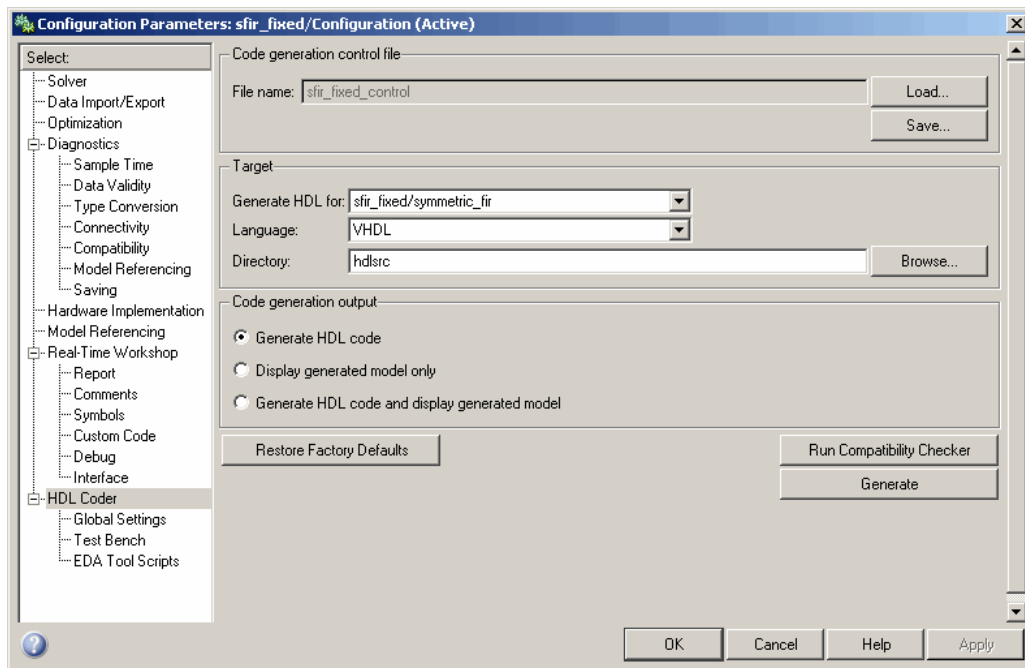 Configuration Parameters: sfir_fixed/Configuration (Active)
Select:
Solver
Data Import/Export
Optimization
Diagnostics
Sample Time
Data Validity
Type Conversion
Connectivity
Compatibility
Model Referencing
Saving
Hardware Implementation
Model Referencing
Real-Time Workshop
Report
Comments
Symbols
Custom Code
Debug
Interface
HDL Coder
Global Settings
Test Bench
EDA Tool Scripts
Code generation control file
File name: sfir_fixed_control
Load...
Save...
Target
Generate HDL for: sfir_fixed/symmetric_fir
Language: VHDL
Directory: hdlsrc
Browse...
Code generation output
Generate HDL code
Display generated model only
Generate HDL code and display generated model
Restore Factory Defaults
Run Compatibility Checker
Generate
?
OK
Cancel
Help
Apply